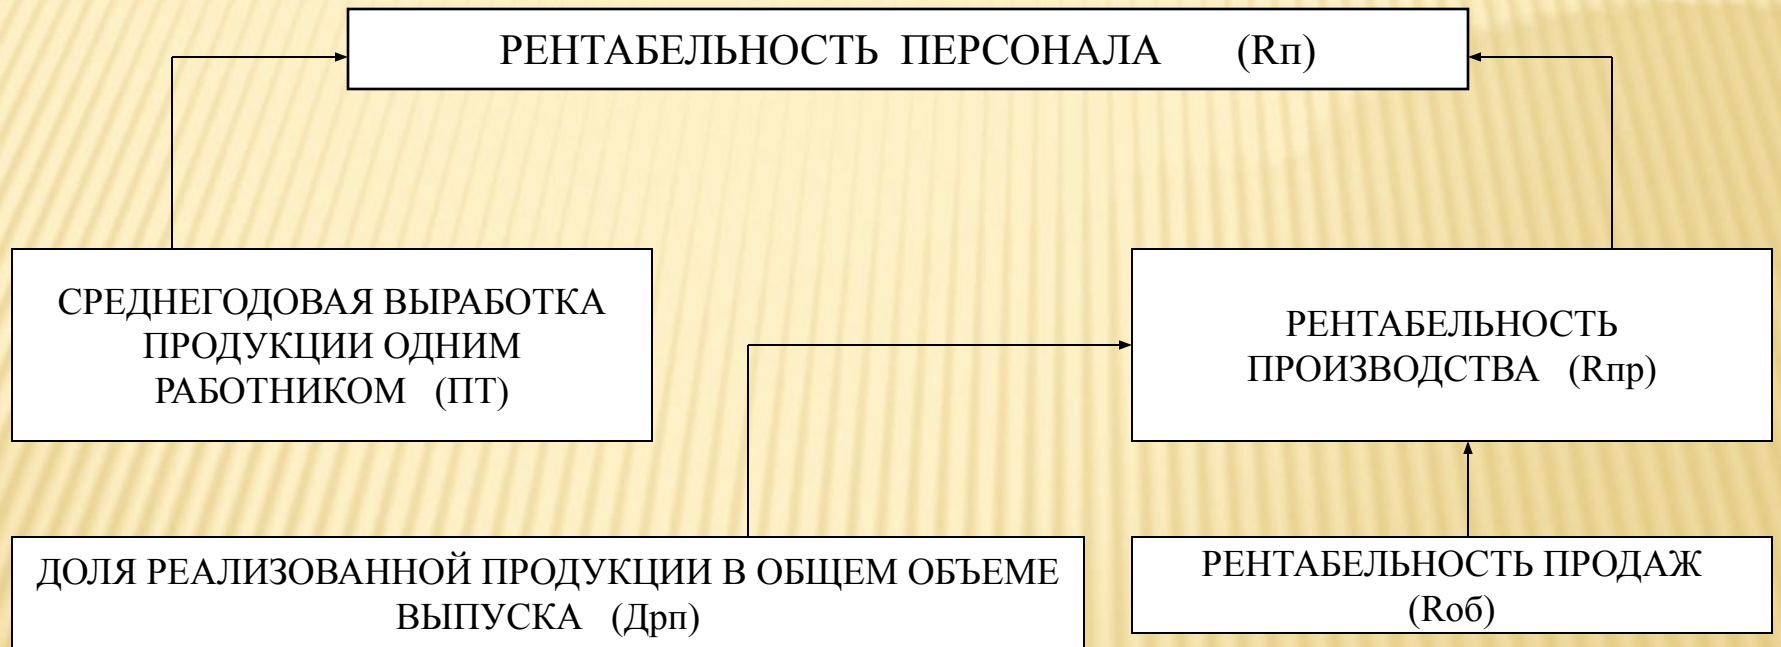 РЕНТАБЕЛЬНОСТЬ ПЕРСОНАЛА (Rп)
СРЕДНЕГОДОВАЯ ВЫРАБОТКА
ПРОДУКЦИИ ОДНИМ
РАБОТНИКОМ (ПТ)
РЕНТАБЕЛЬНОСТЬ
ПРОИЗВОДСТВА (Rпр)
ДОЛЯ РЕАЛИЗОВАННОЙ ПРОДУКЦИИ В ОБЩЕМ ОБЪЕМЕ
ВЫПУСКА (Дрп)
РЕНТАБЕЛЬНОСТЬ ПРОДАЖ
(Rоб)